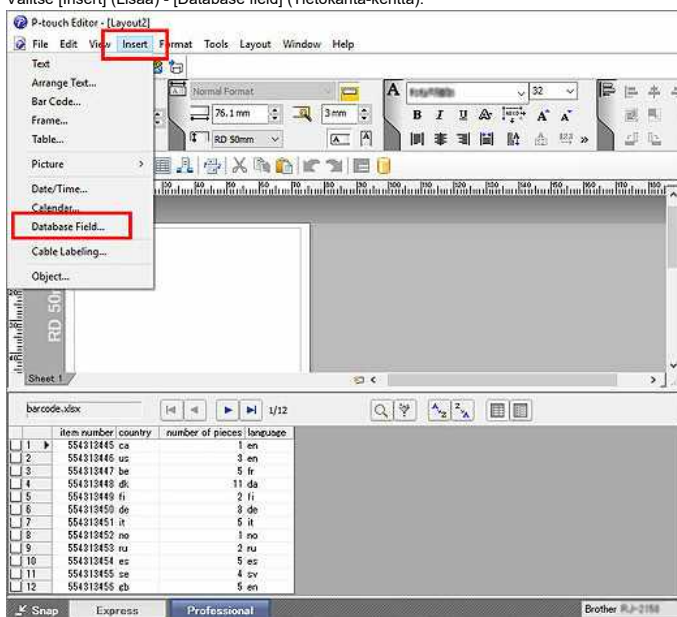 Valitse [Insert] (Lisää) - [Database field] (Tietokanta-kenttä).
P-touch Editor - [Layout2]
File Edit View Insert Format Tools Layout Window Help
Text
Arrange Text...
Bar Code...
Frame...
Table...
Picture
Date/Time...
Calendar...
Database Field...
Cable Labeling...
Object...
Normal Format
A 32
76.1mm 3mm
B I U
RD 50mm
RD 50
Sheet 1
barcode.xlsx 1/12
item number country number of pieces language
1 554313445 ca 1 en
2 554313446 us 3 en
3 554313447 be 5 fr
4 554313448 dk 11 da
5 554313449 fi 2 fi
6 554313450 de 8 de
7 554313451 it 5 it
8 554313452 no 1 no
9 554313453 ru 2 ru
10 554313454 es 5 es
11 554313455 se 4 sv
12 554313456 gb 5 en
Snap Express Professional Brother